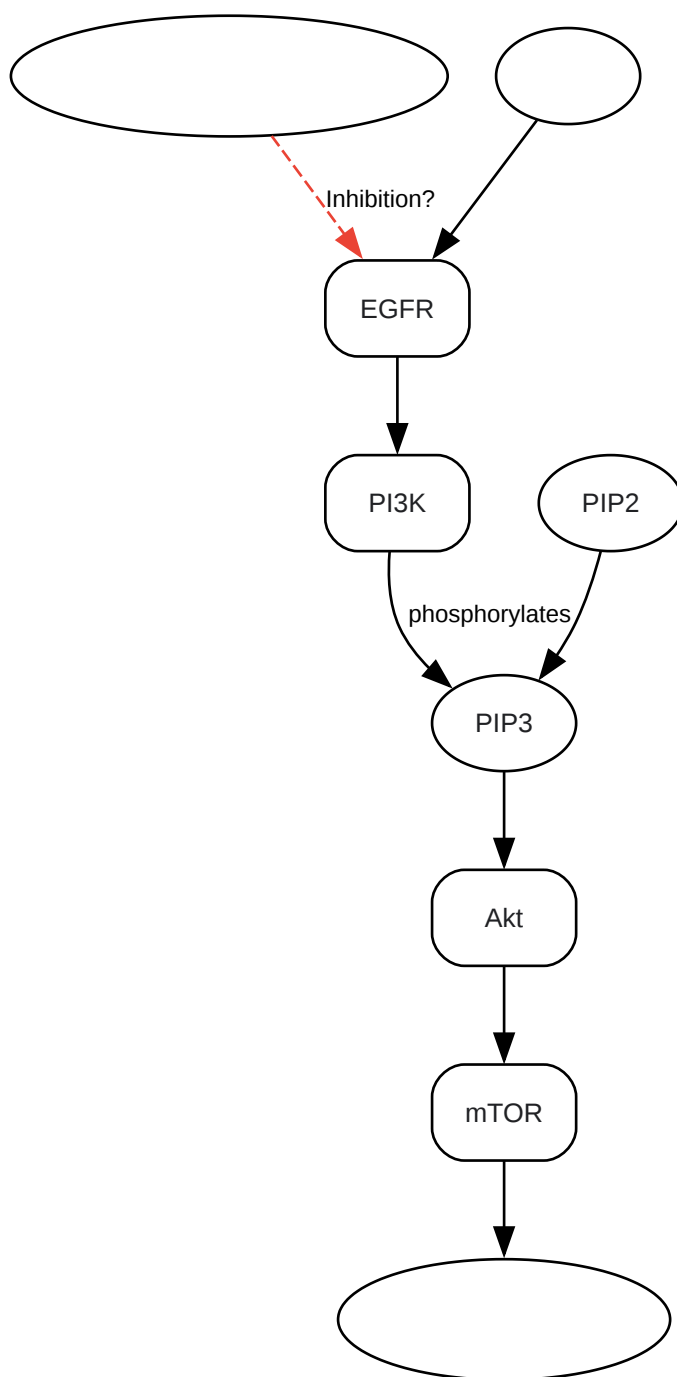 Inhibition?
EGFR
PI3K
PIP2
phosphorylates
PIP3
Akt
mTOR